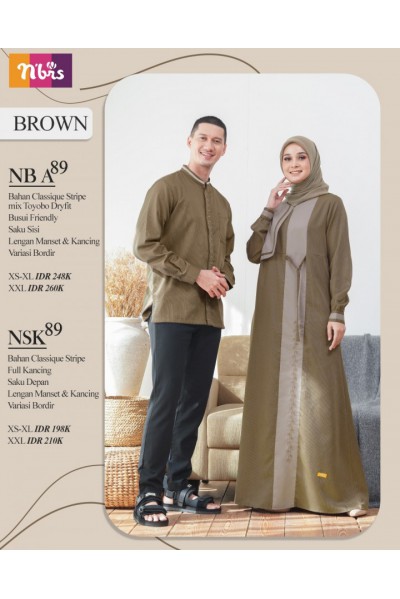 Nbrs
BROWN
NB A89
Bahan Classique Stripe
mix Toyobo Dryfit
Busui Friendly
Saku Sisi
Lengan Manset & Kancing
Variasi Bordir
XS-XL IDR 248K
XXL IDR 260K
NSK89
Bahan Classique Stripe
Full Kancing
Saku Depan
Lengan Manset & Kancing
Variasi Bordir
XS-XL IDR 198K
XXL IDR 210K